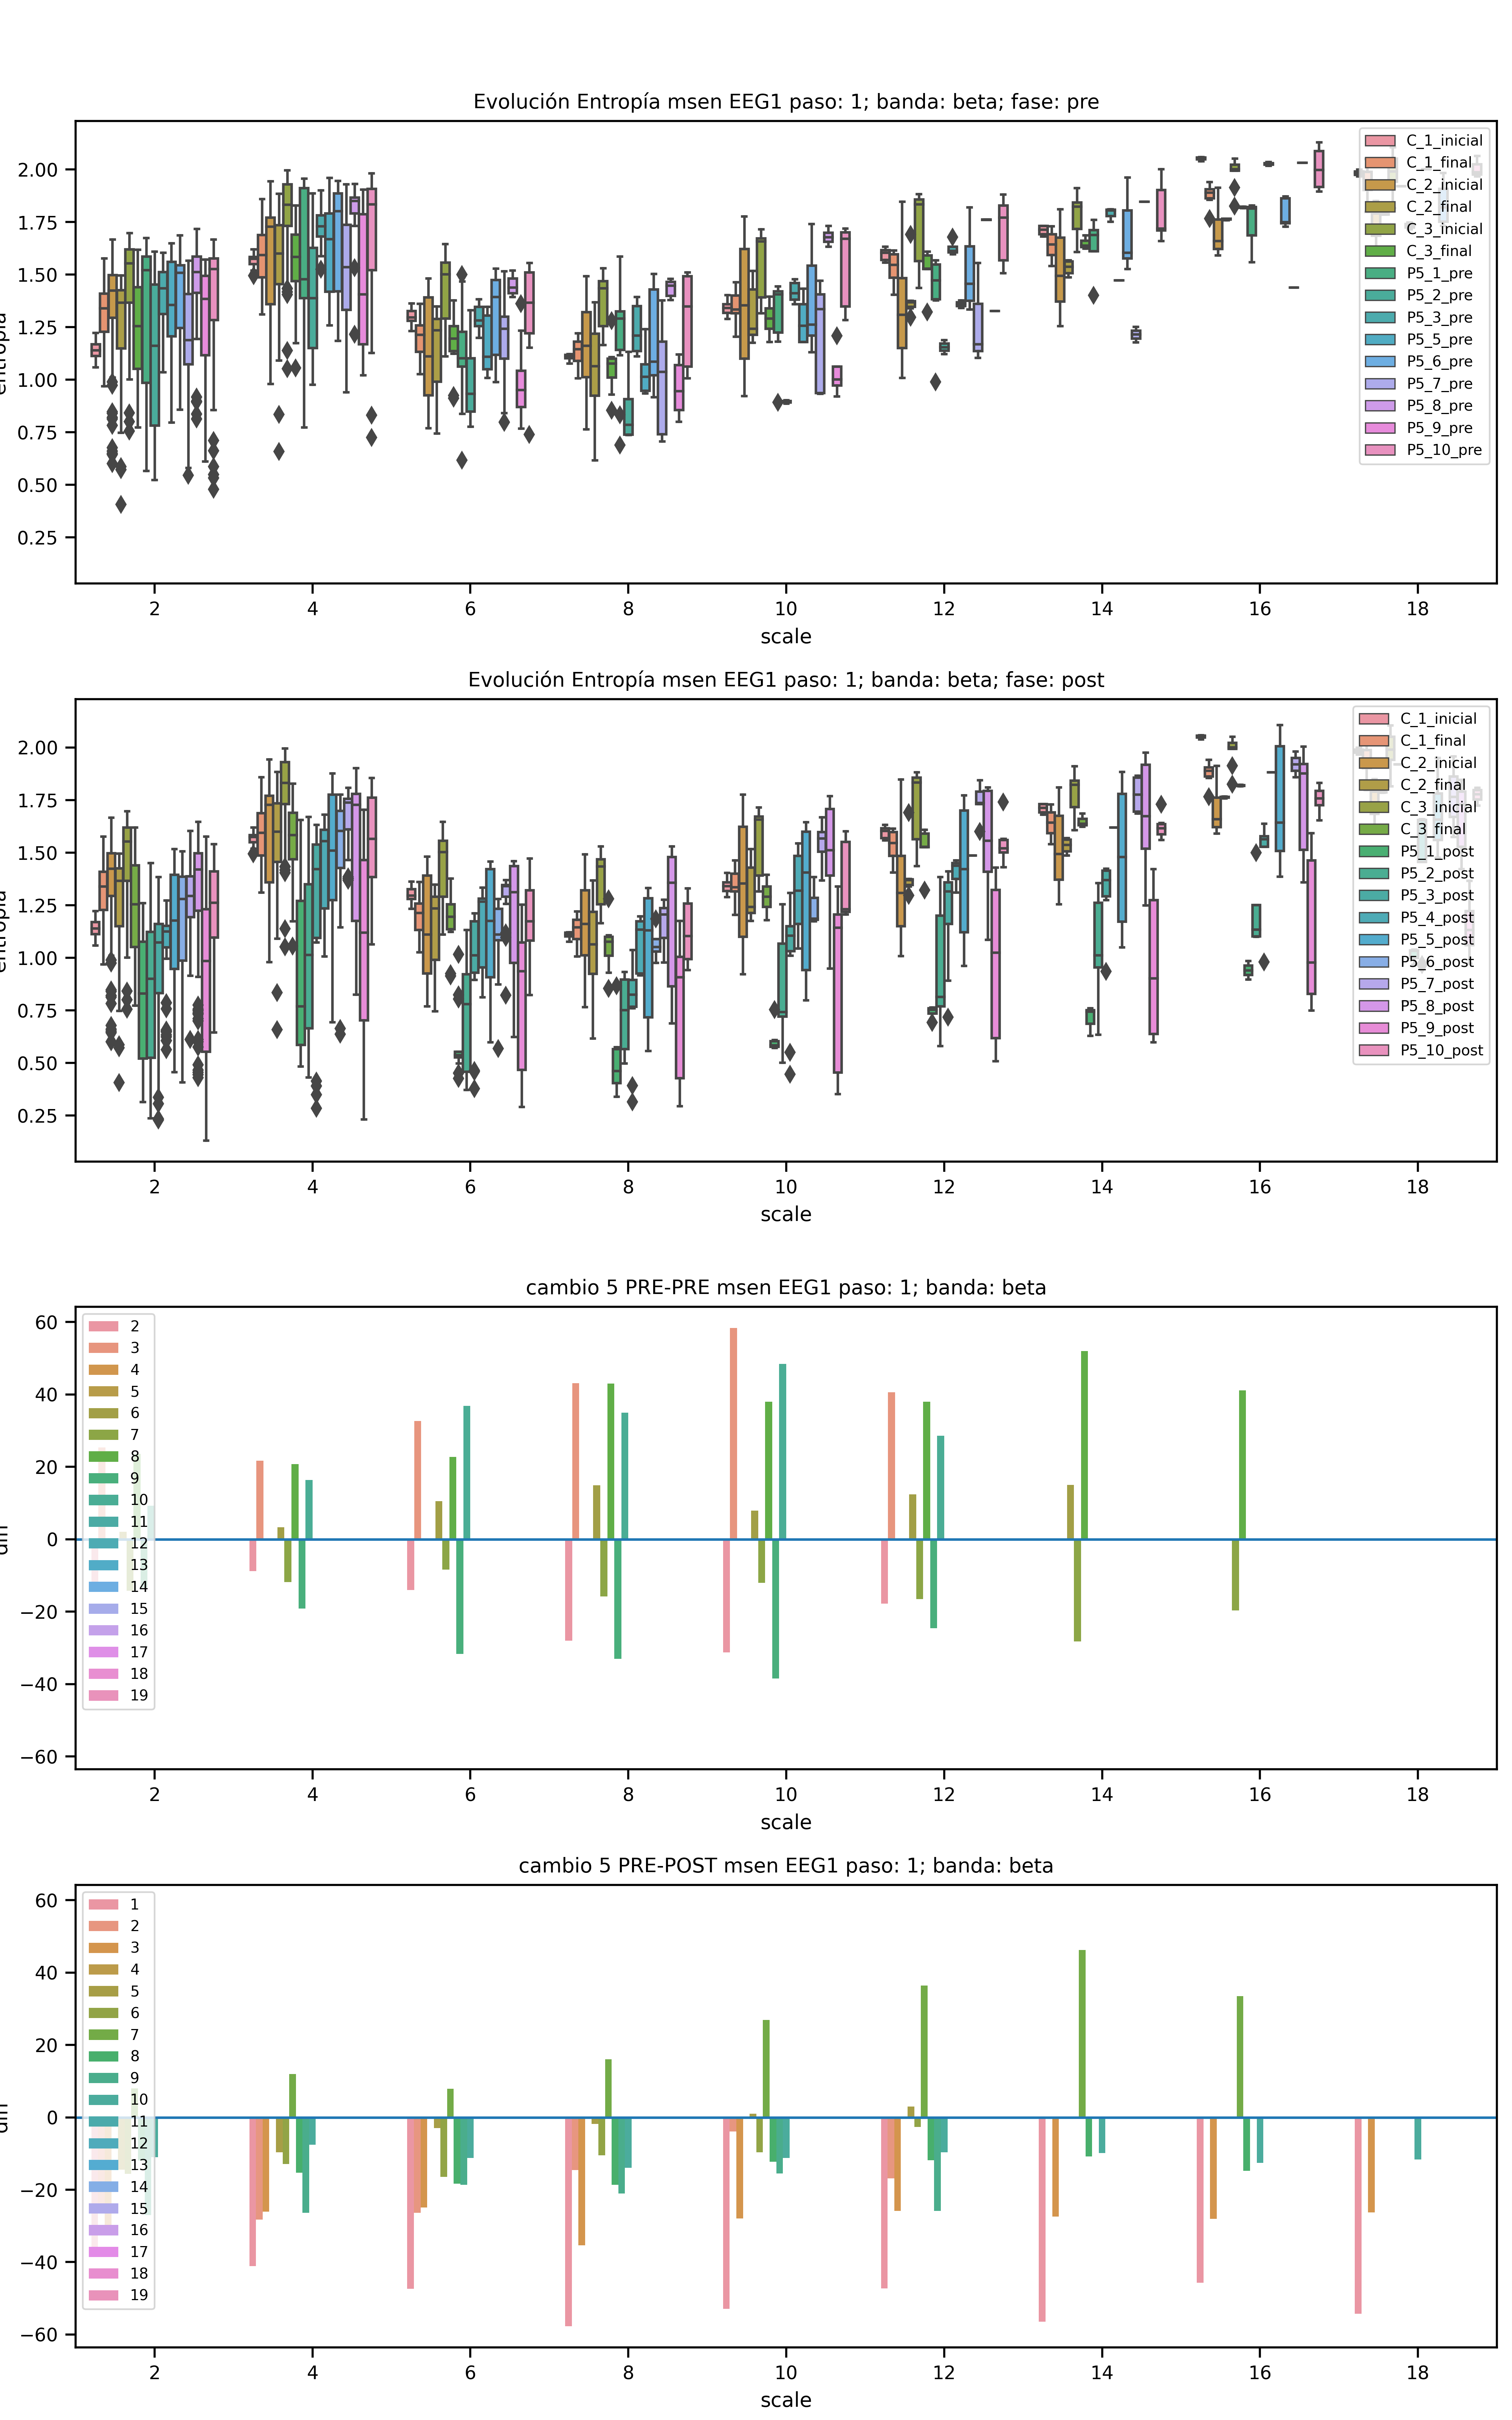 Evolución Entropía msen EEG1 paso: 1; banda: beta; fase: pre
C_1_inicial
C_1_final
C_2_inicial
C_2_final
C_3_inicial
C_3_final
P5_1_pre
P5_2_pre
P5_3_pre
P5_5_pre
P5_6_pre
P5_7_pre
P5_8_pre
P5_9_pre
P5_10_pre
2.00
1.75
1.50
1.25
1.00
0.75
0.50
0.25
2 4 6 8 10 12 14 16 18
scale
Evolución Entropía msen EEG1 paso: 1; banda: beta; fase: post
C_1_inicial
C_1_final
C_2_inicial
C_2_final
C_3_inicial
C_3_final
P5_1_post
P5_2_post
P5_3_post
P5_4_post
P5_5_post
P5_6_post
P5_7_post
P5_8_post
P5_9_post
P5_10_post
2.00
1.75
1.50
1.25
1.00
0.75
0.50
0.25
2 4 6 8 10 12 14 16 18
scale
cambio 5 PRE-PRE msen EEG1 paso: 1; banda: beta
60
40
20
0
−20
−40
−60
2
3
4
5
6
7
8
9
10
11
12
13
14
15
16
17
18
19
2 4 6 8 10 12 14 16 18
scale
cambio 5 PRE-POST msen EEG1 paso: 1; banda: beta
60
40
20
0
−20
−40
−60
1
2
3
4
5
6
7
8
9
10
11
12
13
14
15
16
17
18
19
2 4 6 8 10 12 14 16 18
scale